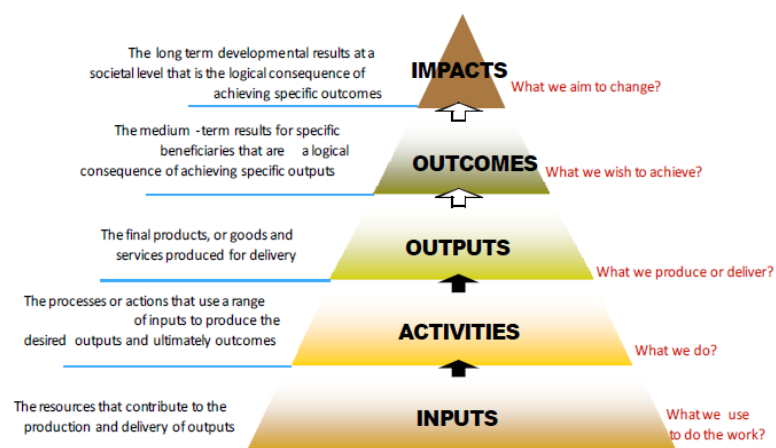 The long term developmental results at a
societal level that is the logical consequence of
achieving specific outcomes
IMPACTS
What we aim to change?
The medium -term results for specific
beneficiaries that are a logical
consequence of achieving specific outputs
OUTCOMES
What we wish to achieve?
The final products, or goods and
services produced for delivery
OUTPUTS
What we produce or deliver?
The processes or actions that use a range
of inputs to produce the
desired outputs and ultimately outcomes
ACTIVITIES
What we do?
The resources that contribute to the
production and delivery of outputs
INPUTS
What we use
to do the work?